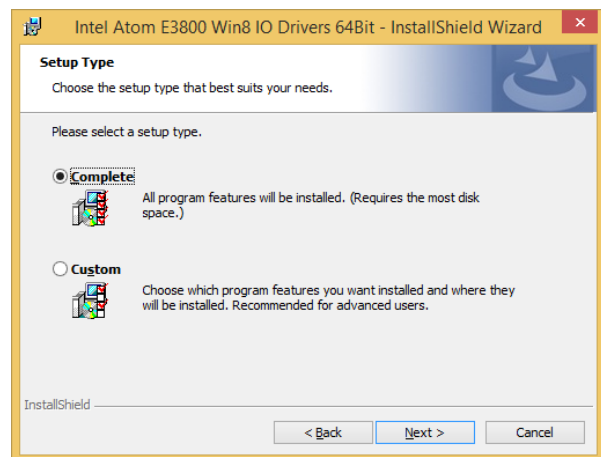 Intel Atom E3800 Win8 IO Drivers 64Bit - InstallShield Wizard
Setup Type
Choose the setup type that best suits your needs.
Please select a setup type.
Complete
All program features will be installed. (Requires the most disk
space.)
Custom
Choose which program features you want installed and where they
will be installed. Recommended for advanced users.
InstallShield
< Back Next > Cancel